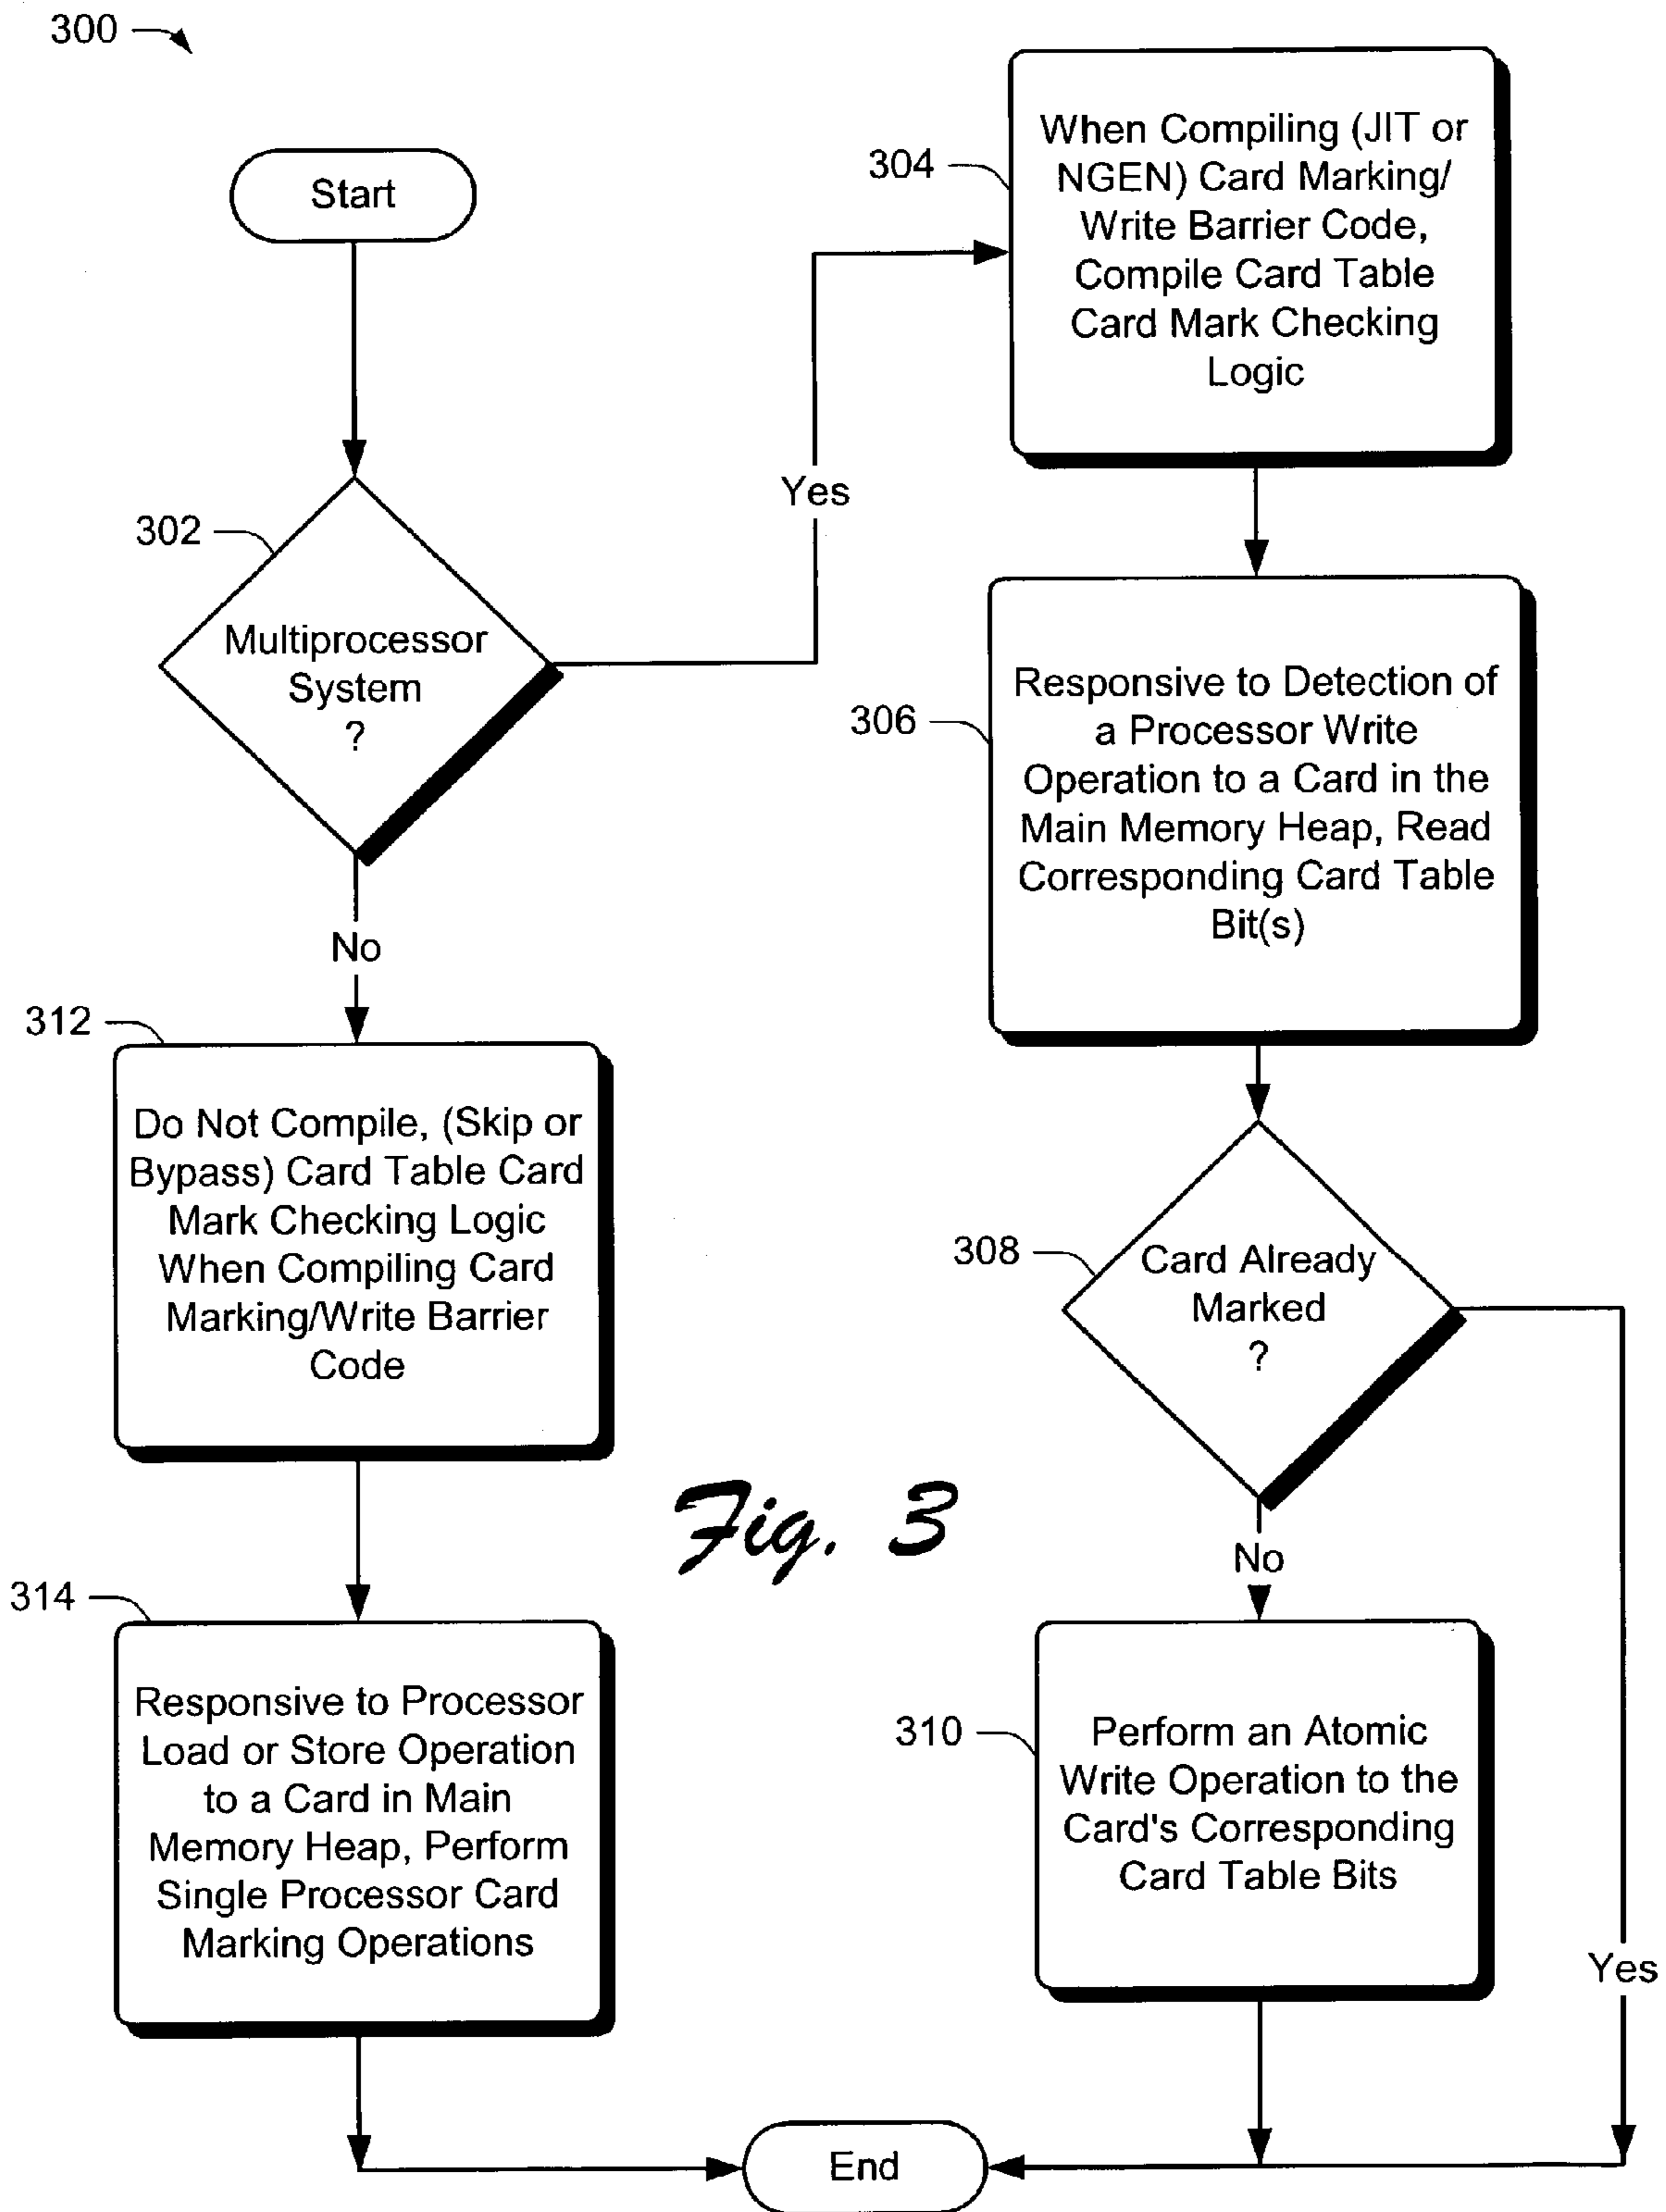 300
Start
302
Multiprocessor
System
?
Yes
No
304
When Compiling (JIT or
NGEN) Card Marking/
Write Barrier Code,
Compile Card Table
Card Mark Checking
Logic
306
Responsive to Detection of
a Processor Write
Operation to a Card in the
Main Memory Heap, Read
Corresponding Card Table
Bit(s)
308
Card Already
Marked
?
No
Yes
310
Perform an Atomic
Write Operation to the
Card's Corresponding
Card Table Bits
312
Do Not Compile, (Skip or
Bypass) Card Table Card
Mark Checking Logic
When Compiling Card
Marking/Write Barrier
Code
314
Responsive to Processor
Load or Store Operation
to a Card in Main
Memory Heap, Perform
Single Processor Card
Marking Operations
End
Fig. 3